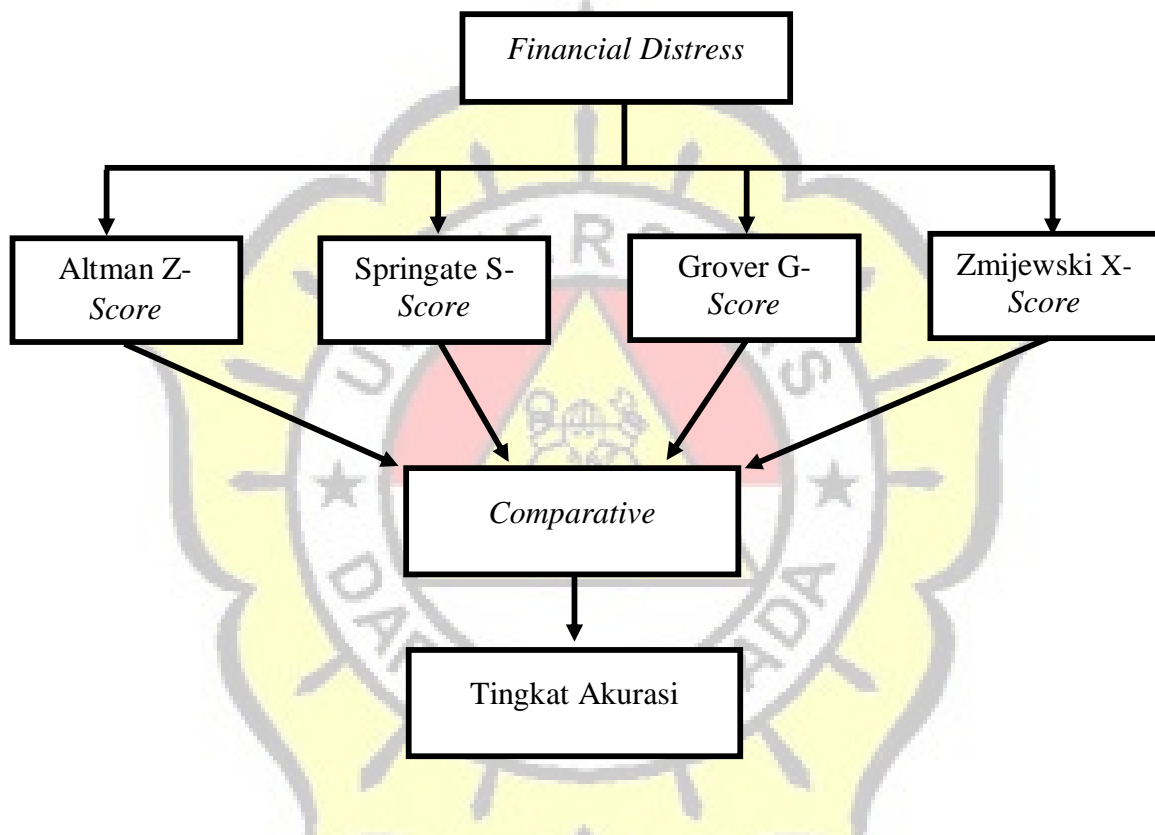 Financial Distress
Altman Z-
Score
Springate S-
Score
Grover G-
Score
Zmijewski X-
Score
Comparative
Tingkat Akurasi